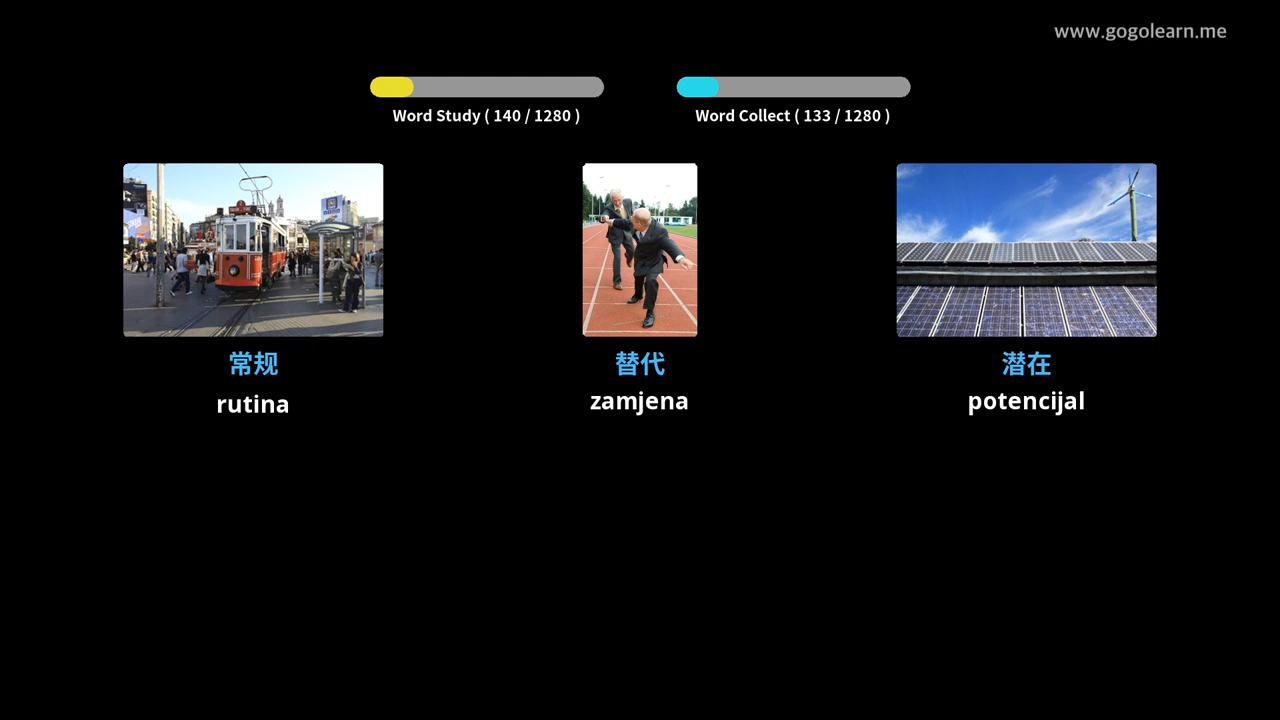 www.gogolearn.me
Word Study ( 140 / 1280 )
Word Collect ( 133 / 1280 )
常规
替代
潜在
rutina
zamjena
potencijal